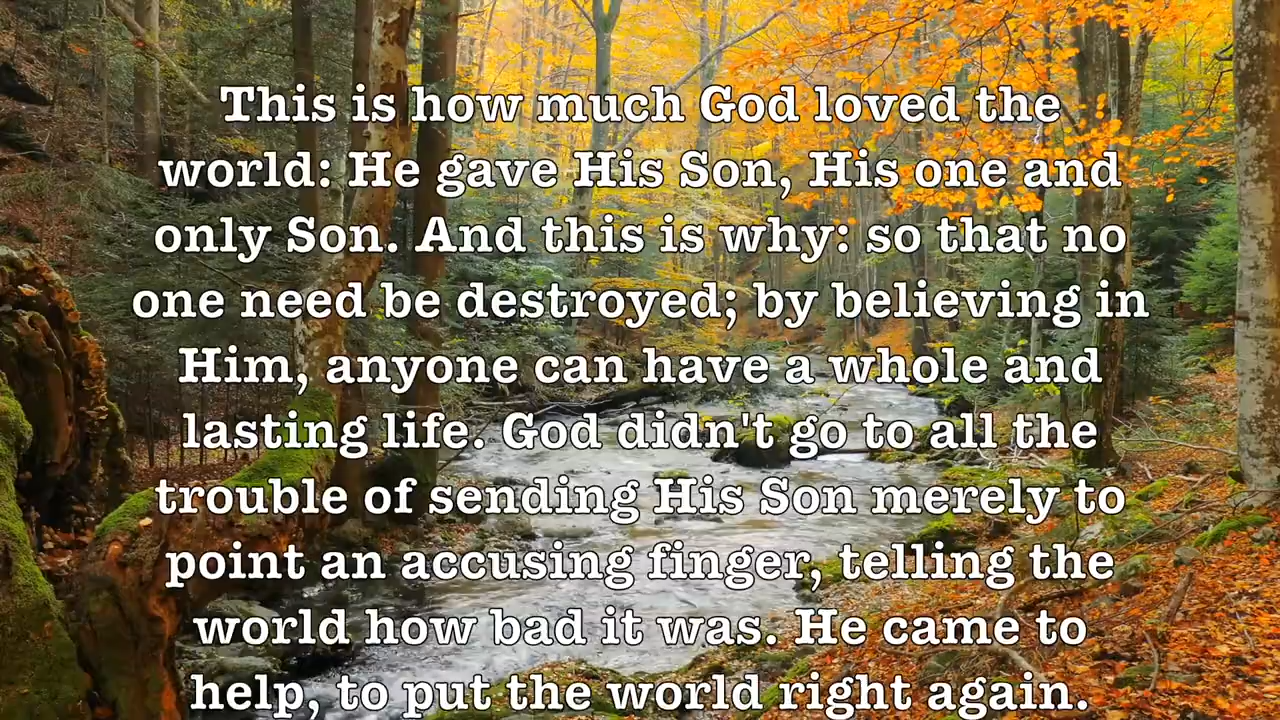 This is how much God loved the
world: He gave His Son, His one and
only Son. And this is why: so that no
one need be destroyed; by believing in
Him, anyone can have a whole and
lasting life. God didn't go to all the
trouble of sending His Son merely to
point an accusing finger, telling the
world how bad it was. He came to
help, to put the world right again.